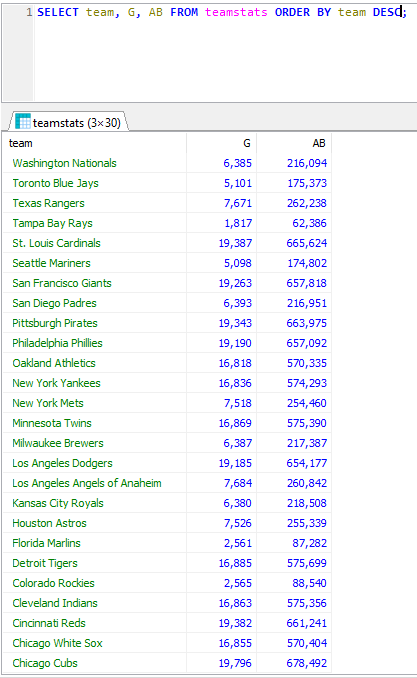 1 SELECT team, G, AB FROM teamstats ORDER BY team DESC;
teamstats (3×30)
team G AB
Washington Nationals 6,385 216,094
Toronto Blue Jays 5,101 175,373
Texas Rangers 7,671 262,238
Tampa Bay Rays 1,817 62,386
St. Louis Cardinals 19,387 665,624
Seattle Mariners 5,098 174,802
San Francisco Giants 19,263 657,818
San Diego Padres 6,393 216,951
Pittsburgh Pirates 19,343 663,975
Philadelphia Phillies 19,190 657,092
Oakland Athletics 16,818 570,335
New York Yankees 16,836 574,293
New York Mets 7,518 254,460
Minnesota Twins 16,869 575,390
Milwaukee Brewers 6,387 217,387
Los Angeles Dodgers 19,185 654,177
Los Angeles Angels of Anaheim 7,684 260,842
Kansas City Royals 6,380 218,508
Houston Astros 7,526 255,339
Florida Marlins 2,561 87,282
Detroit Tigers 16,885 575,699
Colorado Rockies 2,565 88,540
Cleveland Indians 16,863 575,356
Cincinnati Reds 19,382 661,241
Chicago White Sox 16,855 570,404
Chicago Cubs 19,796 678,492